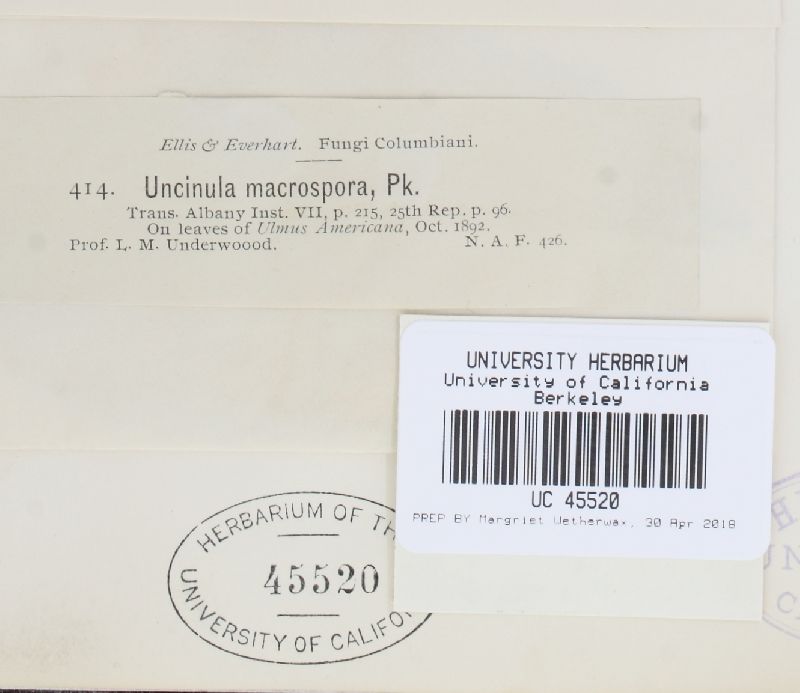 Ellis & Everhart. Fungi Columbiani.
414. Uncinula macrospora, Pk.
Trans. Albany Inst. VII, p. 215, 25th Rep. p. 96.
On leaves of Ulmus Americana, Oct. 1892.
Prof. L. M. Underwoood. N. A. F. 426.
UNIVERSITY HERBARIUM
University of California
Berkeley
UC 45520
PREP BY Margriet Wetherwax, 30 Apr 2018
HERBARIUM OF TH
45520
UNIVERSITY OF CALIFO